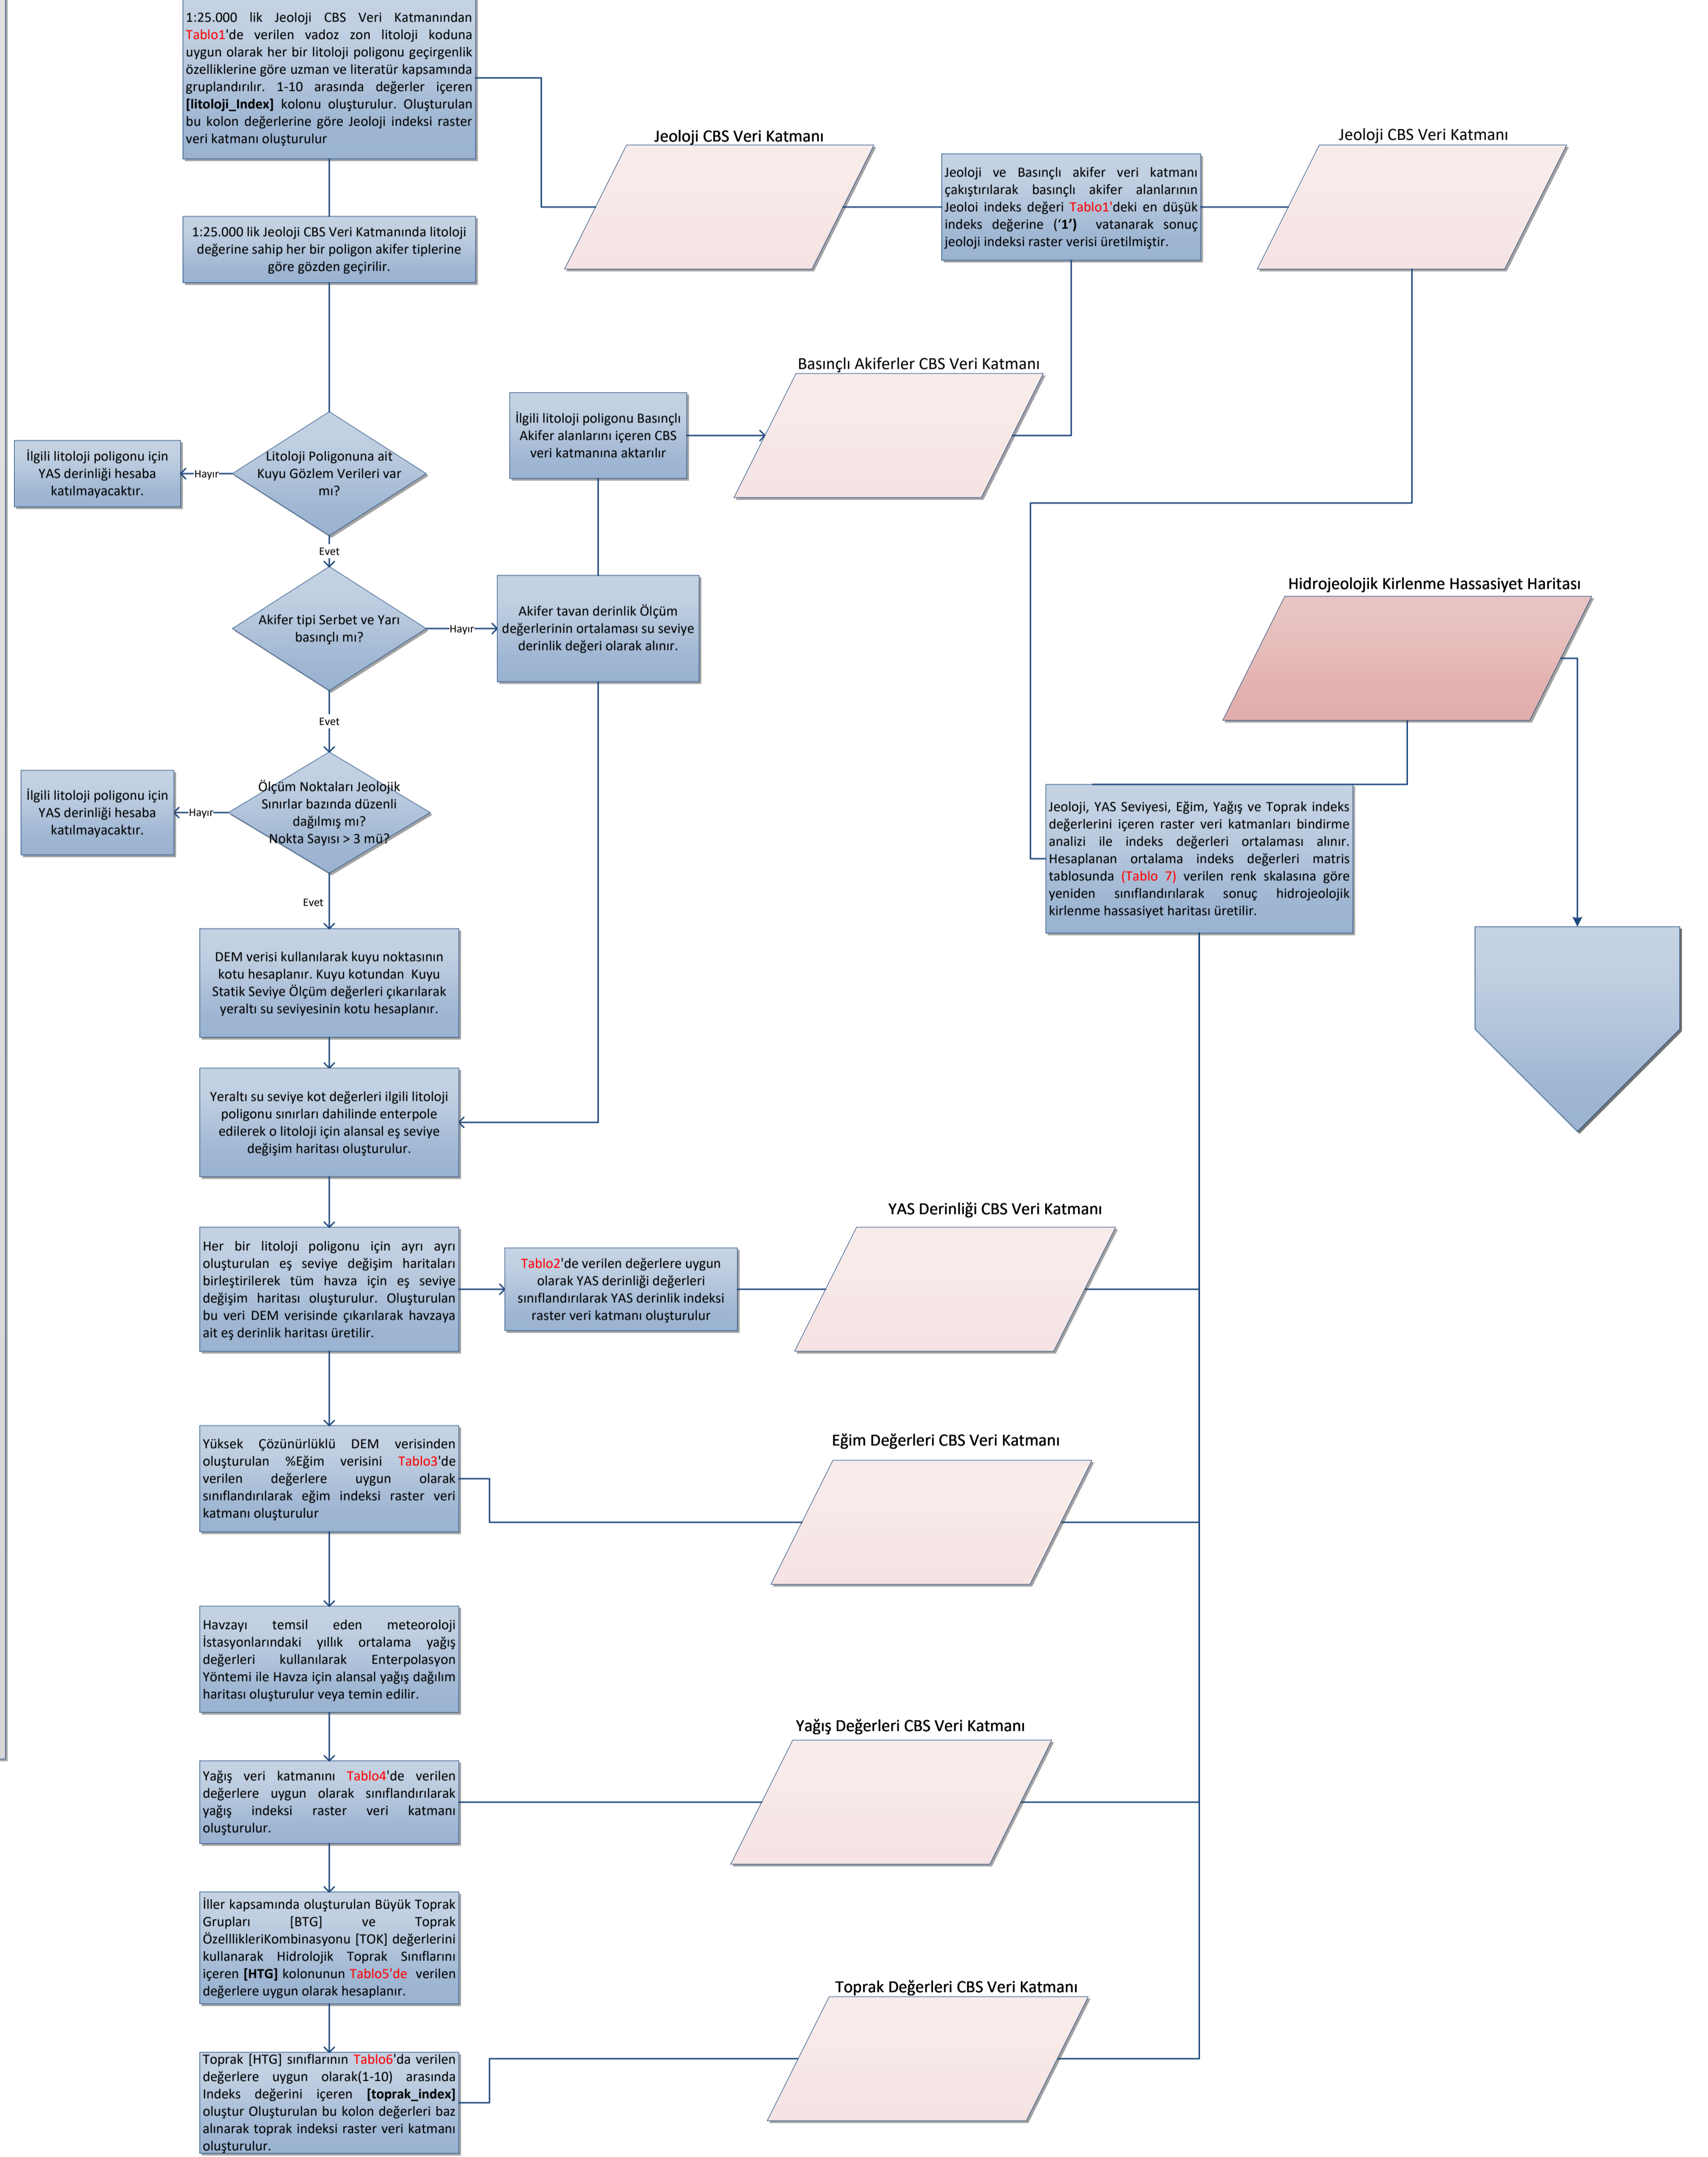 1:25.000 lik Jeoloji CBS Veri Katmanından
Tablo1'de verilen vadoz zon litoloji koduna
uygun olarak her bir litoloji poligonu geçirgenlik
özelliklerine göre uzman ve literatür kapsamında
gruplandırılır. 1-10 arasında değerler içeren
[litoloji_Index] kolonu oluşturulur. Oluşturulan
bu kolon değerlerine göre Jeoloji indeksi raster
veri katmanı oluşturulur
Jeoloji CBS Veri Katmanı
Jeoloji ve Basınçlı akifer veri katmanı
çakıştırılarak basınçlı akifer alanlarının
Jeoloi indeks değeri Tablo1'deki en düşük
indeks değerine (‘1’) vatanarak sonuç
jeoloji indeksi raster verisi üretilmiştir.
Jeoloji CBS Veri Katmanı
1:25.000 lik Jeoloji CBS Veri Katmanında litoloji
değerine sahip her bir poligon akifer tiplerine
göre gözden geçirilir.
Basınçlı Akiferler CBS Veri Katmanı
İlgili litoloji poligonu Basınçlı
Akifer alanlarını içeren CBS
veri katmanına aktarılır
Litoloji Poligonuna ait
Kuyu Gözlem Verileri var
mı?
Hayır
İlgili litoloji poligonu için
YAS derinliği hesaba
katılmayacaktır.
Evet
Akifer tipi Serbet ve Yarı
basınçlı mı?
Hayır
Akifer tavan derinlik Ölçüm
değerlerinin ortalaması su seviye
derinlik değeri olarak alınır.
Hidrojeolojik Kirlenme Hassasiyet Haritası
Evet
Ölçüm Noktaları Jeolojik
Sınırlar bazında düzenli
dağılmış mı?
Nokta Sayısı > 3 mü?
Hayır
İlgili litoloji poligonu için
YAS derinliği hesaba
katılmayacaktır.
Jeoloji, YAS Seviyesi, Eğim, Yağış ve Toprak indeks
değerlerini içeren raster veri katmanları bindirme
analizi ile indeks değerleri ortalaması alınır.
Hesaplanan ortalama indeks değerleri matris
tablosunda (Tablo 7) verilen renk skalasına göre
yeniden sınıflandırılarak sonuç hidrojeolojik
kirlenme hassasiyet haritası üretilir.
Evet
DEM verisi kullanılarak kuyu noktasının
kotu hesaplanır. Kuyu kotundan Kuyu
Statik Seviye Ölçüm değerleri çıkarılarak
yeraltı su seviyesinin kotu hesaplanır.
Yeraltı su seviye kot değerleri ilgili litoloji
poligonu sınırları dahilinde enterpole
edilerek o litoloji için alansal eş seviye
değişim haritası oluşturulur.
Her bir litoloji poligonu için ayrı ayrı
oluşturulan eş seviye değişim haritaları
birleştirilerek tüm havza için eş seviye
değişim haritası oluşturulur. Oluşturulan
bu veri DEM verisinde çıkarılarak havzaya
ait eş derinlik haritası üretilir.
Tablo2'de verilen değerlere uygun
olarak YAS derinliği değerleri
sınıflandırılarak YAS derinlik indeksi
raster veri katmanı oluşturulur
YAS Derinliği CBS Veri Katmanı
Yüksek Çözünürlüklü DEM verisinden
oluşturulan %Eğim verisini Tablo3'de
verilen değerlere uygun olarak
sınıflandırılarak eğim indeksi raster veri
katmanı oluşturulur
Eğim Değerleri CBS Veri Katmanı
Havzayı temsil eden meteoroloji
İstasyonlarındaki yıllık ortalama yağış
değerleri kullanılarak Enterpolasyon
Yöntemi ile Havza için alansal yağış dağılım
haritası oluşturulur veya temin edilir.
Yağış Değerleri CBS Veri Katmanı
Yağış veri katmanını Tablo4'de verilen
değerlere uygun olarak sınıflandırılarak
yağış indeksi raster veri katmanı
oluşturulur.
İller kapsamında oluşturulan Büyük Toprak
Grupları [BTG] ve Toprak
ÖzelllikleriKombinasyonu [TOK] değerlerini
kullanarak Hidrolojik Toprak Sınıflarını
içeren [HTG] kolonunun Tablo5'de verilen
değerlere uygun olarak hesaplanır.
Toprak Değerleri CBS Veri Katmanı
Toprak [HTG] sınıflarının Tablo6'da verilen
değerlere uygun olarak(1-10) arasında
Indeks değerini içeren [toprak_index]
oluştur Oluşturulan bu kolon değerleri baz
alınarak toprak indeksi raster veri katmanı
oluşturulur.